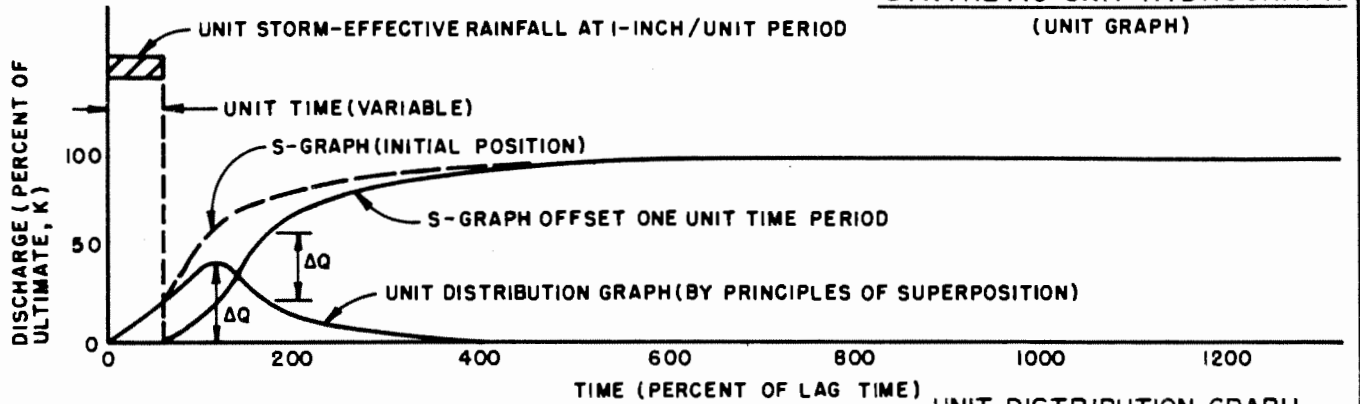 (UNIT GRAPH)
UNIT STORM-EFFECTIVE RAINFALL AT 1-INCH/UNIT PERIOD
UNIT TIME (VARIABLE)
S-GRAPH (INITIAL POSITION)
S-GRAPH OFFSET ONE UNIT TIME PERIOD
ΔQ
ΔQ
UNIT DISTRIBUTION GRAPH (BY PRINCIPLES OF SUPERPOSITION)
DISCHARGE (PERCENT OF
ULTIMATE, K)
100
50
0
0 200 400 600 800 1000 1200
TIME (PERCENT OF LAG TIME)
UNIT DISTRIBUTION GRAPH